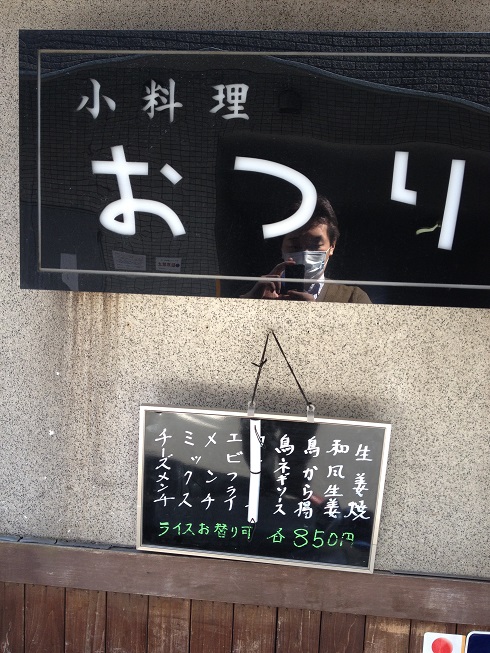 小料理
おつり
生姜焼
和風生姜
鳥から揚
鳥ネギソース
エビフライ
メンチ
ミックス
チーズメンチ
ライスお替り可 各850円